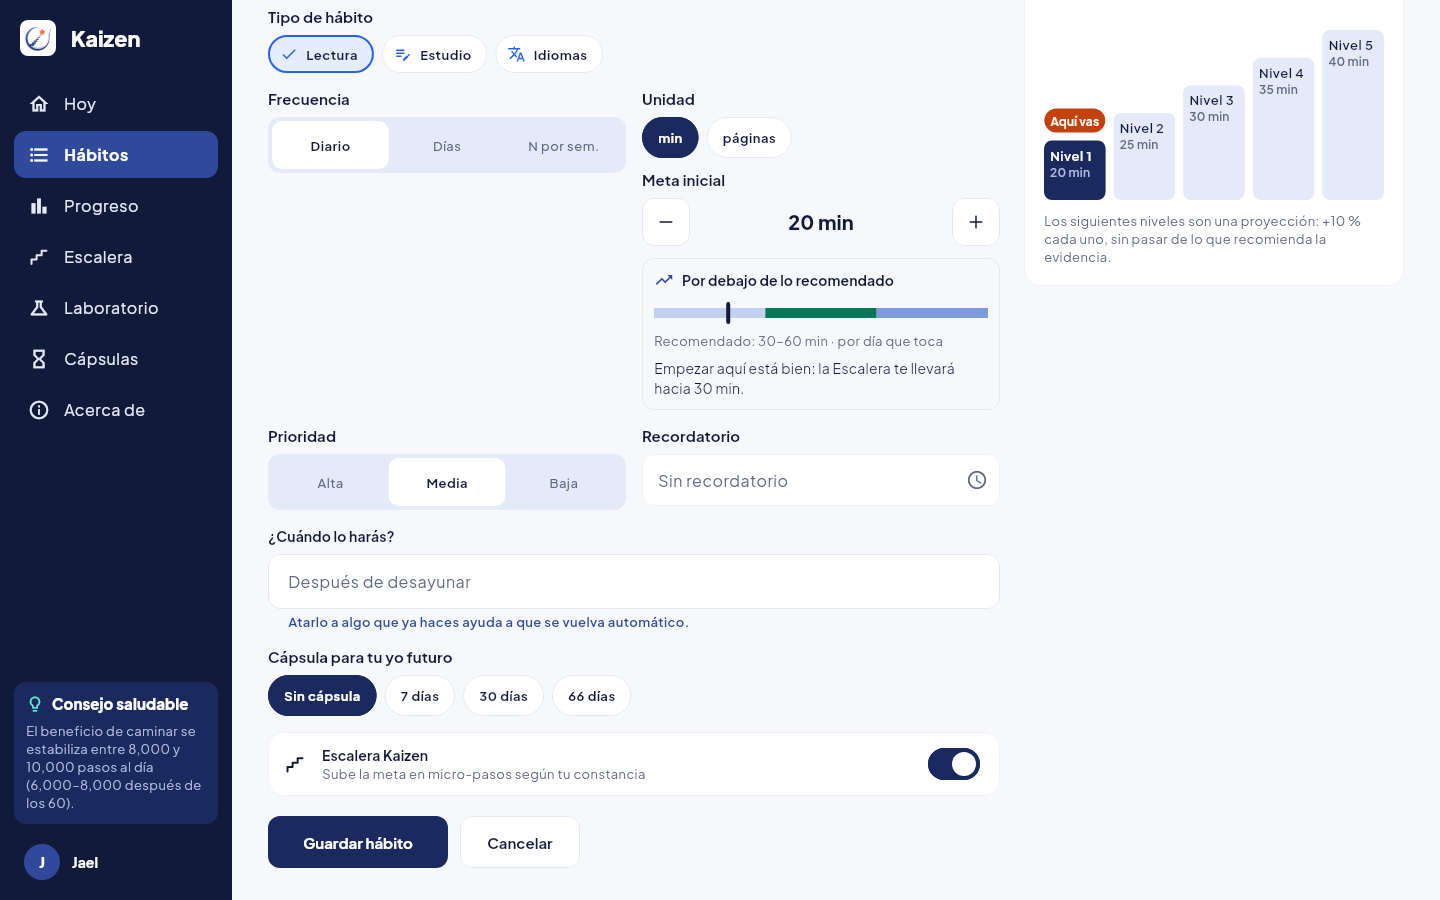 Kaizen
Hoy
Hábitos
Progreso
Escalera
Laboratorio
Cápsulas
Acerca de
Consejo saludable
El beneficio de caminar se
estabiliza entre 8,000 y
10,000 pasos al día
(6,000–8,000 después de
los 60).
J
Jael
Tipo de hábito
Lectura
Estudio
Idiomas
Frecuencia
Diario
Días
N por sem.
Unidad
min
páginas
Meta inicial
20 min
Por debajo de lo recomendado
Recomendado: 30–60 min · por día que toca
Empezar aquí está bien: la Escalera te llevará
hacia 30 min.
Prioridad
Alta
Media
Baja
Recordatorio
Sin recordatorio
¿Cuándo lo harás?
Después de desayunar
Atarlo a algo que ya haces ayuda a que se vuelva automático.
Cápsula para tu yo futuro
Sin cápsula
7 días
30 días
66 días
Escalera Kaizen
Sube la meta en micro-pasos según tu constancia
Guardar hábito
Cancelar
Aquí vas
Nivel 1
20 min
Nivel 2
25 min
Nivel 3
30 min
Nivel 4
35 min
Nivel 5
40 min
Los siguientes niveles son una proyección: +10 %
cada uno, sin pasar de lo que recomienda la
evidencia.